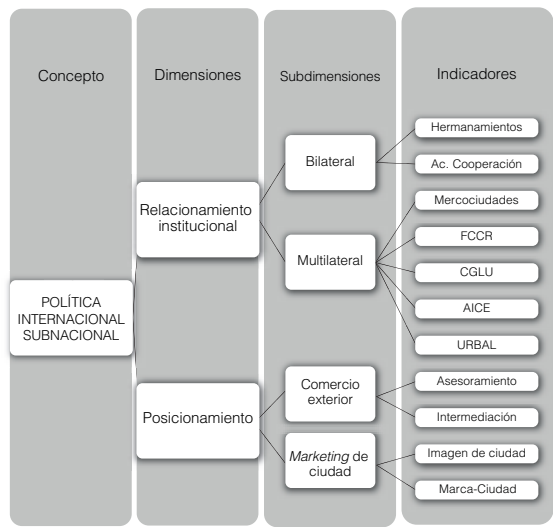 Concepto
Dimensiones
Subdimensiones
Indicadores
POLÍTICA
INTERNACIONAL
SUBNACIONAL
Relacionamiento
institucional
Posicionamiento
Bilateral
Multilateral
Comercio
exterior
Marketing de
ciudad
Hermanamientos
Ac. Cooperación
Mercociudades
FCCR
CGLU
AICE
URBAL
Asesoramiento
Intermediación
Imagen de ciudad
Marca-Ciudad